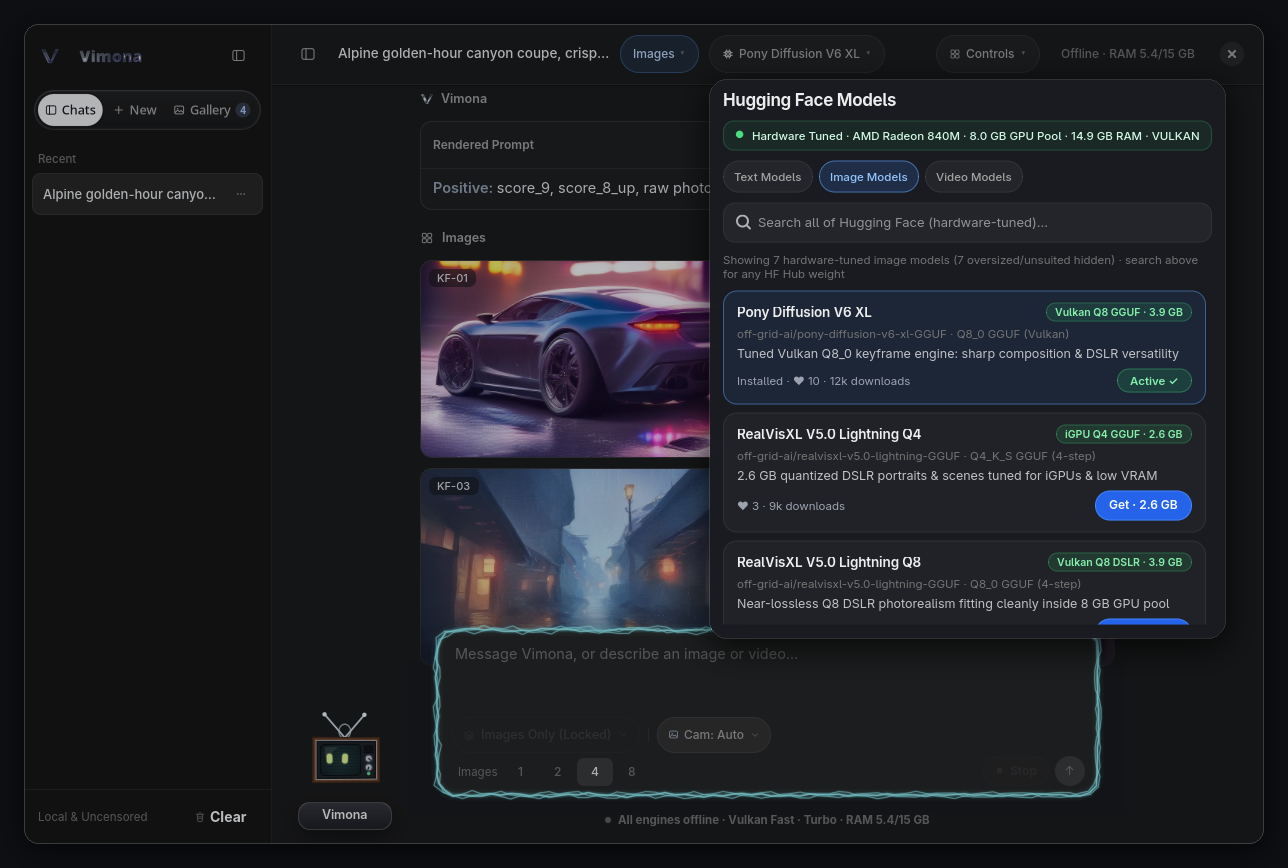 Vimona
Chats
New
Gallery 4
Recent
Alpine golden-hour canyo... ...
Local & Uncensored
Clear
Alpine golden-hour canyon coupe, crisp...
Images
Pony Diffusion V6 XL
Controls
Offline · RAM 5.4/15 GB
Vimona
Rendered Prompt
Positive: score_9, score_8_up, raw photo
Images
KF-01
KF-03
Hugging Face Models
Hardware Tuned · AMD Radeon 840M · 8.0 GB GPU Pool · 14.9 GB RAM · VULKAN
Text Models
Image Models
Video Models
Search all of Hugging Face (hardware-tuned)...
Showing 7 hardware-tuned image models (7 oversized/unsuited hidden) · search above
for any HF Hub weight
Pony Diffusion V6 XL
Vulkan Q8 GGUF · 3.9 GB
off-grid-ai/pony-diffusion-v6-xl-GGUF · Q8_0 GGUF (Vulkan)
Tuned Vulkan Q8_0 keyframe engine: sharp composition & DSLR versatility
Installed · ♥ 10 · 12k downloads
Active ✓
RealVisXL V5.0 Lightning Q4
iGPU Q4 GGUF · 2.6 GB
off-grid-ai/realvisxl-v5.0-lightning-GGUF · Q4_K_S GGUF (4-step)
2.6 GB quantized DSLR portraits & scenes tuned for iGPUs & low VRAM
♥ 3 · 9k downloads
Get · 2.6 GB
RealVisXL V5.0 Lightning Q8
Vulkan Q8 DSLR · 3.9 GB
off-grid-ai/realvisxl-v5.0-lightning-GGUF · Q8_0 GGUF (4-step)
Near-lossless Q8 DSLR photorealism fitting cleanly inside 8 GB GPU pool
Message Vimona, or describe an image or video...
Images Only (Locked)
Cam: Auto
Images 1 2 4 8
Stop
Vimona
All engines offline · Vulkan Fast · Turbo · RAM 5.4/15 GB